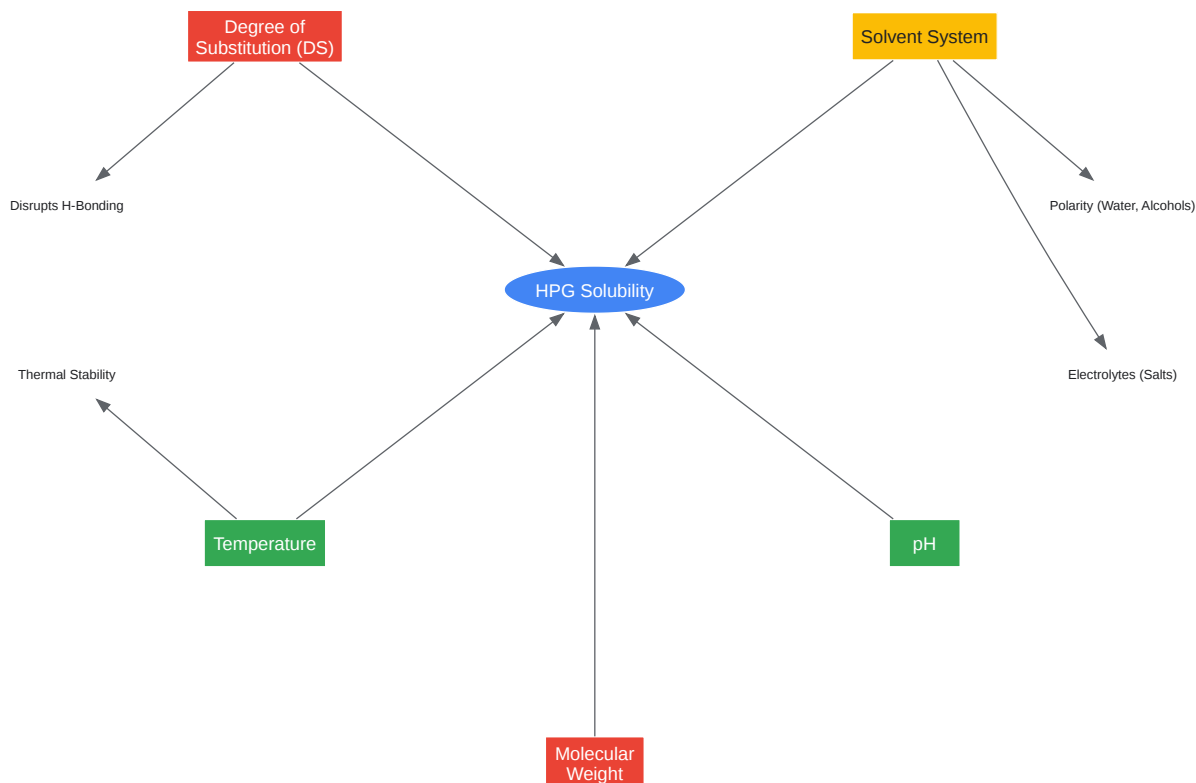 Degree of
Substitution (DS)
Solvent System
Disrupts H-Bonding
Polarity (Water, Alcohols)
HPG Solubility
Thermal Stability
Electrolytes (Salts)
Temperature
pH
Molecular
Weight